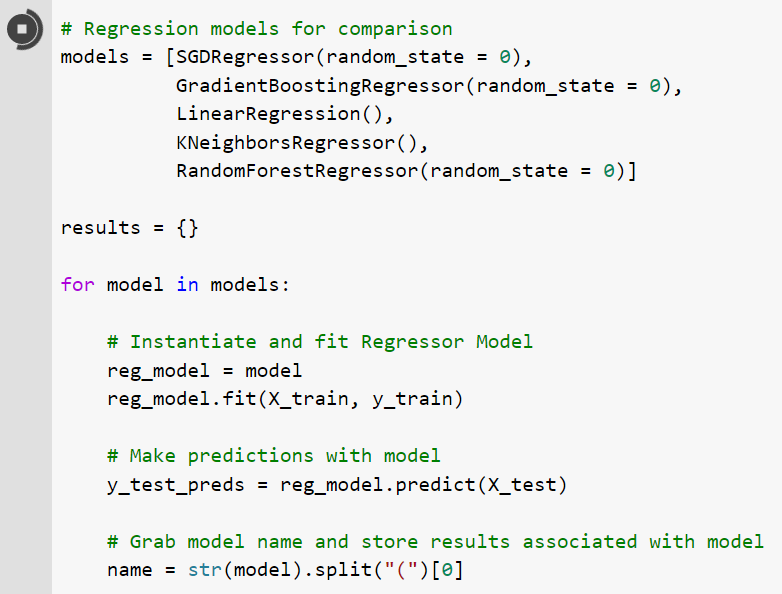 # Regression models for comparison
models = [SGDRegressor(random_state = 0),
          GradientBoostingRegressor(random_state = 0),
          LinearRegression(),
          KNeighborsRegressor(),
          RandomForestRegressor(random_state = 0)]
results = {}
for model in models:
    # Instantiate and fit Regressor Model
    reg_model = model
    reg_model.fit(X_train, y_train)
    # Make predictions with model
    y_test_preds = reg_model.predict(X_test)
    # Grab model name and store results associated with model
    name = str(model).split("(")[0]